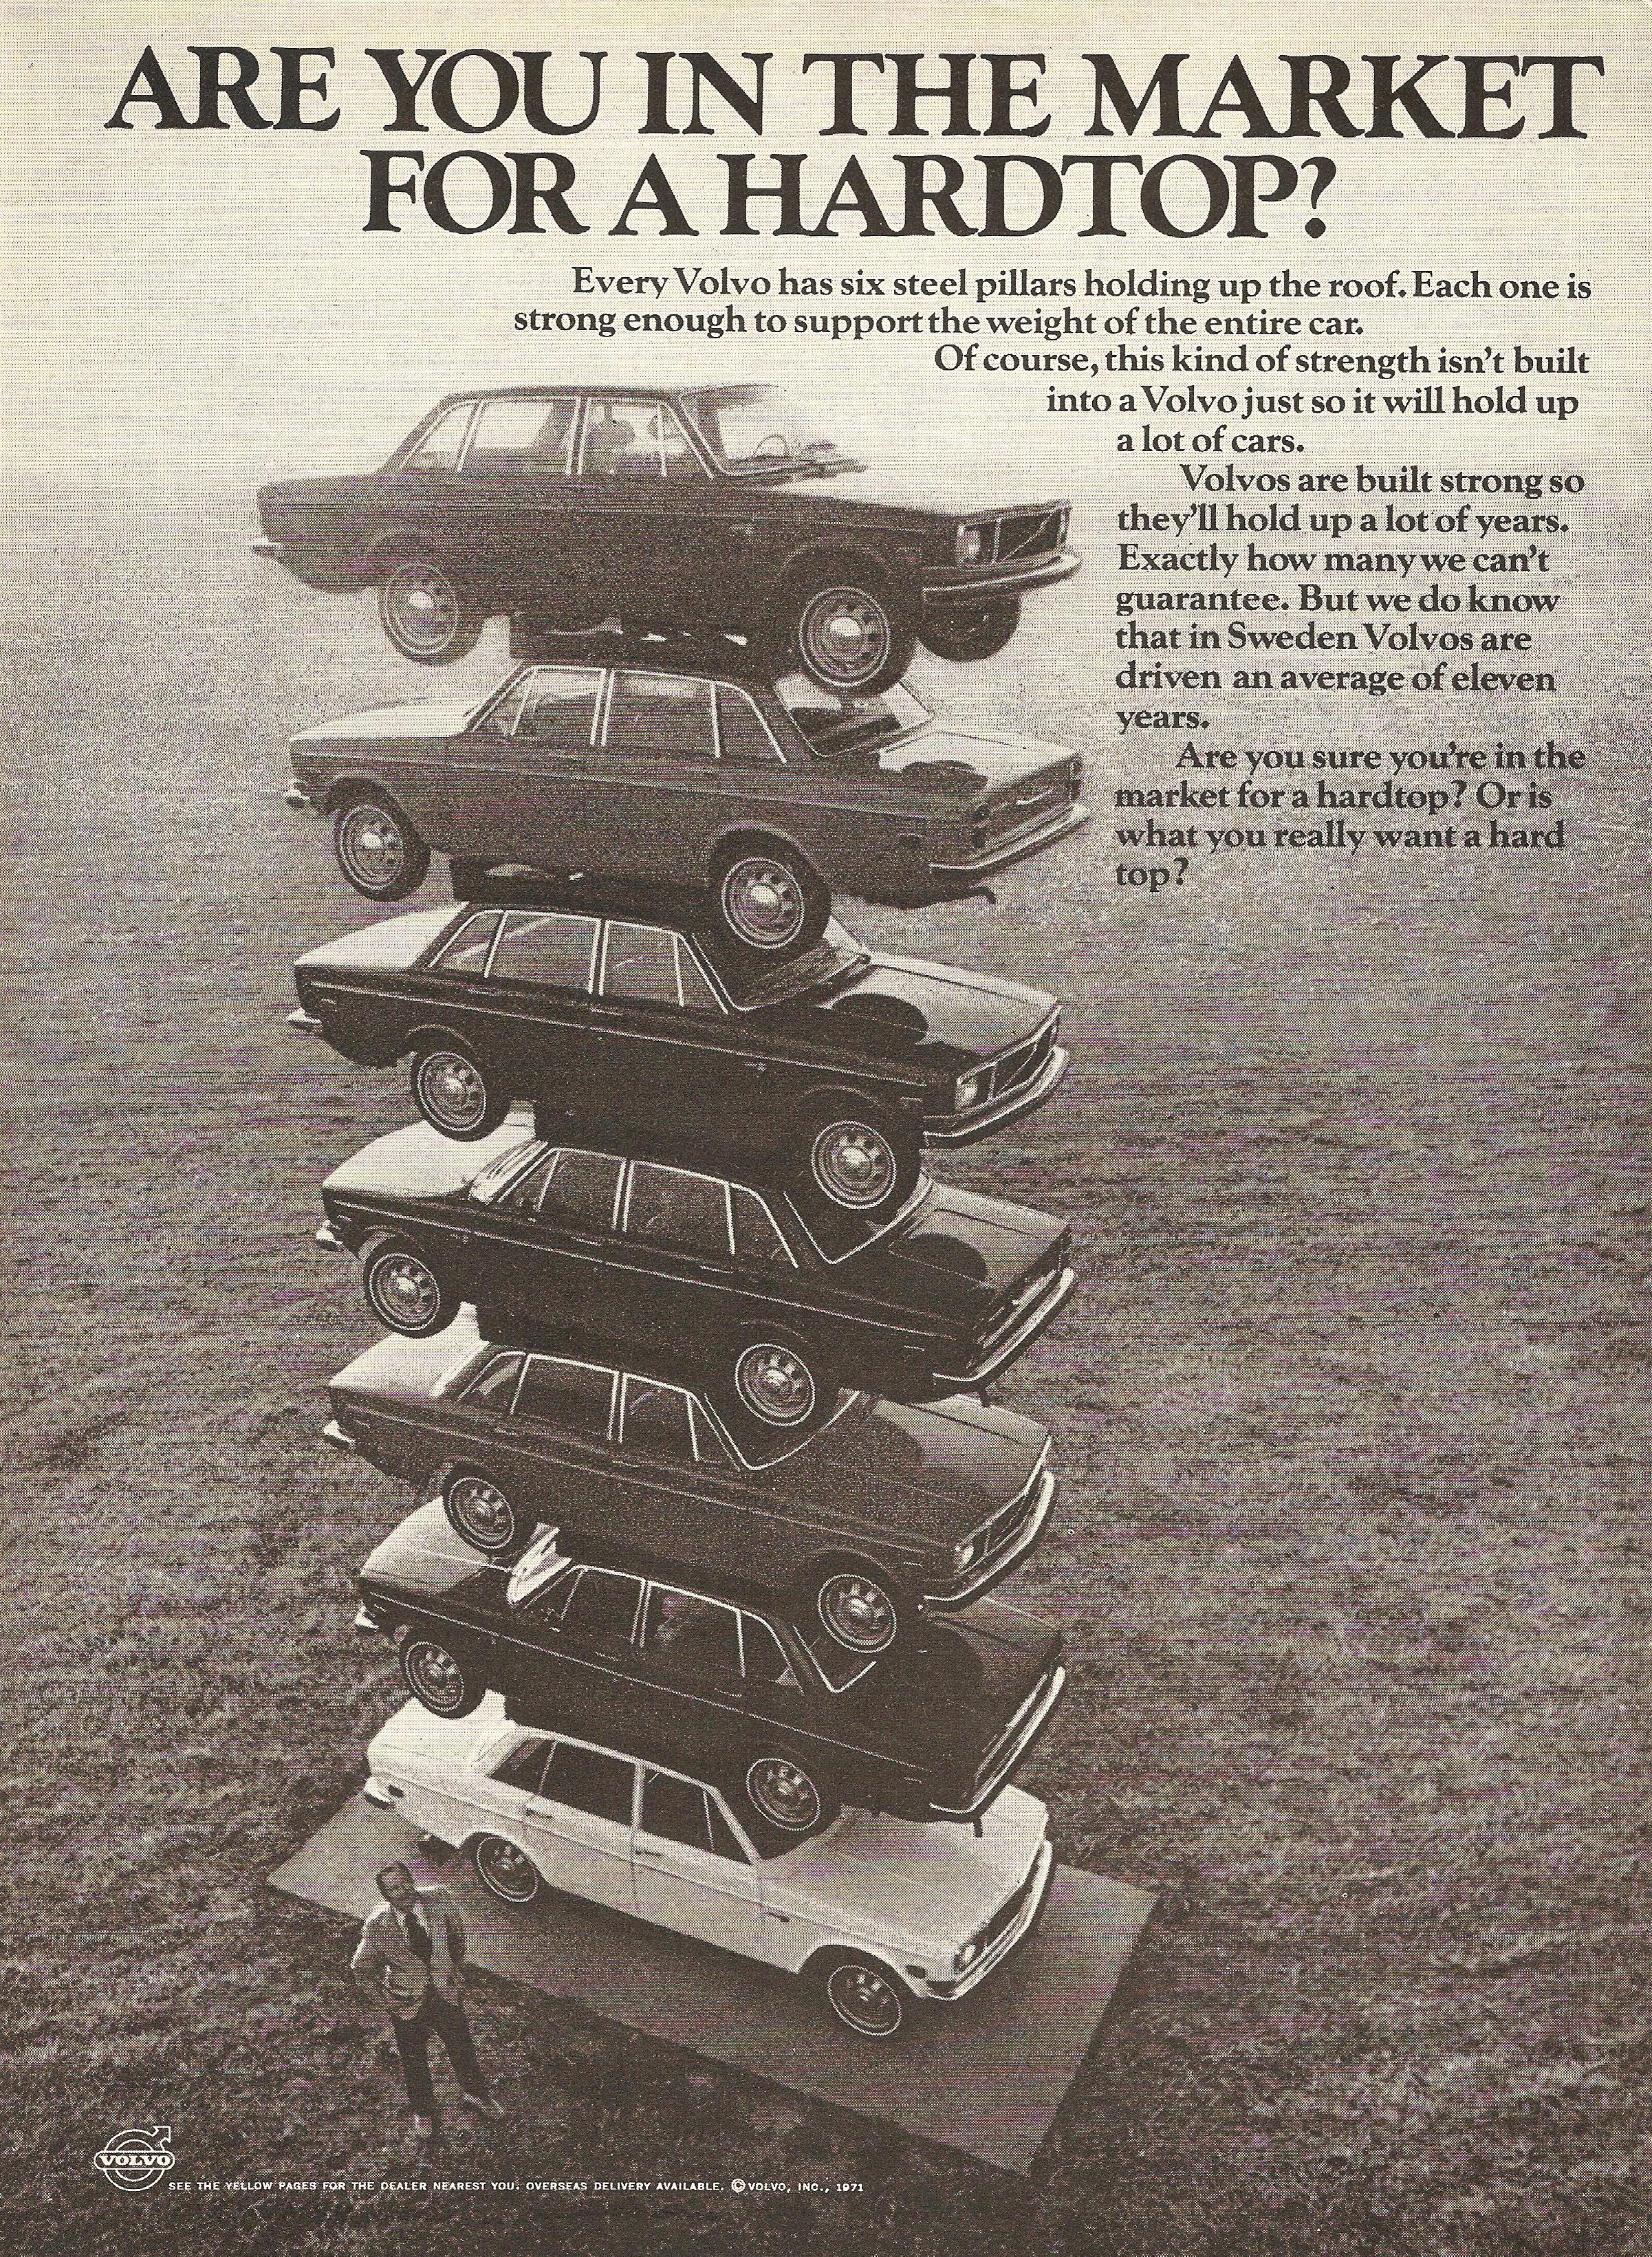 ARE YOU IN THE MARKET
FOR A HARDTOP?
Every Volvo has six steel pillars holding up the roof. Each one is
strong enough to support the weight of the entire car.
Of course, this kind of strength isn't built
into a Volvo just so it will hold up
a lot of cars.
Volvos are built strong so
they'll hold up a lot of years.
Exactly how many we can't
guarantee. But we do know
that in Sweden Volvos are
driven an average of eleven
years.
Are you sure you're in the
market for a hardtop? Or is
what you really want a hard
top?
VOLVO
SEE THE YELLOW PAGES FOR THE DEALER NEAREST YOU. OVERSEAS DELIVERY AVAILABLE. © VOLVO, INC., 1971